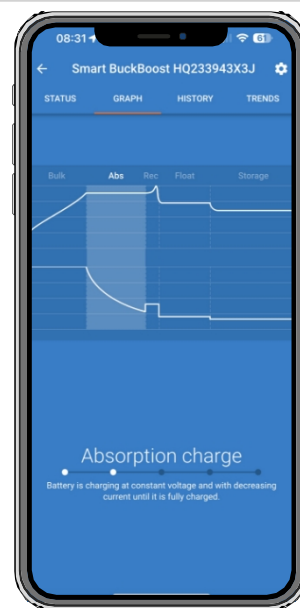 08:31
61
Smart BuckBoost HQ233943X3J
STATUS GRAPH HISTORY TRENDS
Bulk Abs Rec Float Storage
Absorption charge
Battery is charging at constant voltage and with decreasing
current until it is fully charged.